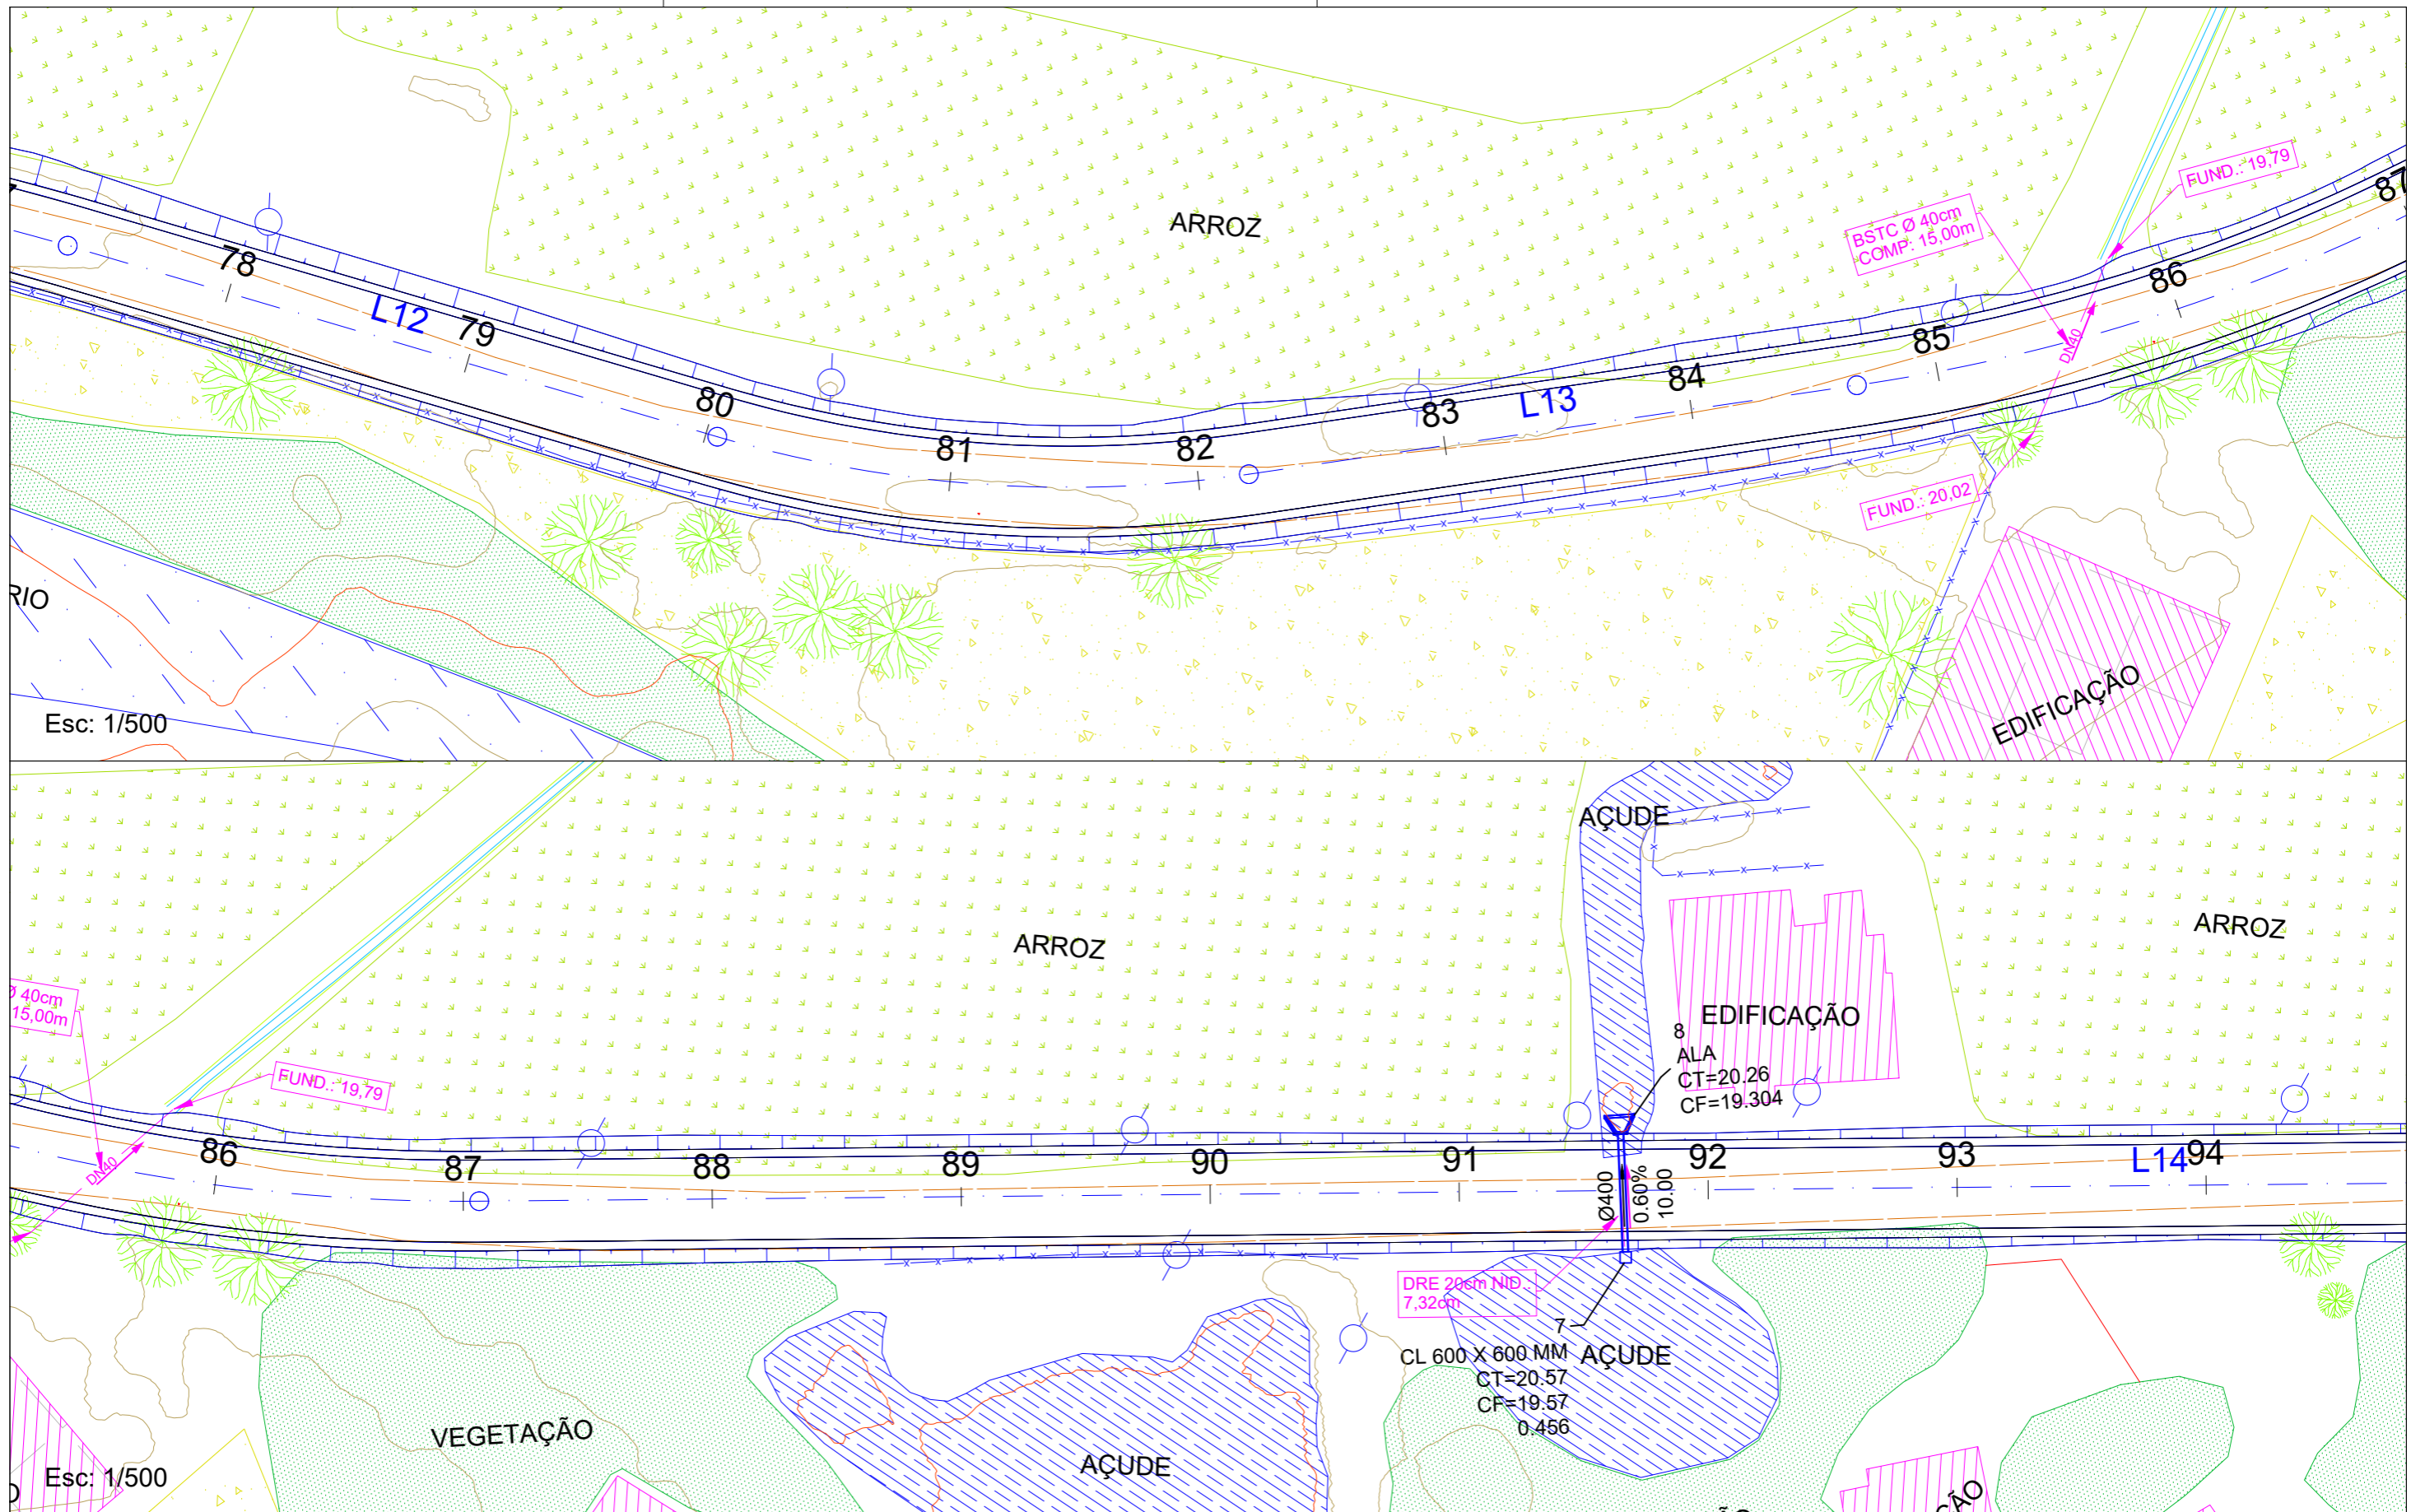 78
L12
79
80
81
82
83
L13
84
85
86
87
ARROZ
BSTC Ø 40cm
COMP: 15,00m
FUND.: 19,79
DN40
FUND.: 20,02
EDIFICAÇÃO
RIO
Esc: 1/500
AÇUDE
ARROZ
ARROZ
Ø 40cm
15,00m
FUND.: 19,79
DN40
EDIFICAÇÃO
8
ALA
CT=20.26
CF=19.304
86
87
88
89
90
91
92
93
L14
94
Ø400
0.60%
10.00
DRE 20cm NID.:
7,32cm
7
CL 600 X 600 MM
CT=20.57
CF=19.57
0.456
AÇUDE
VEGETAÇÃO
AÇUDE
Esc: 1/500